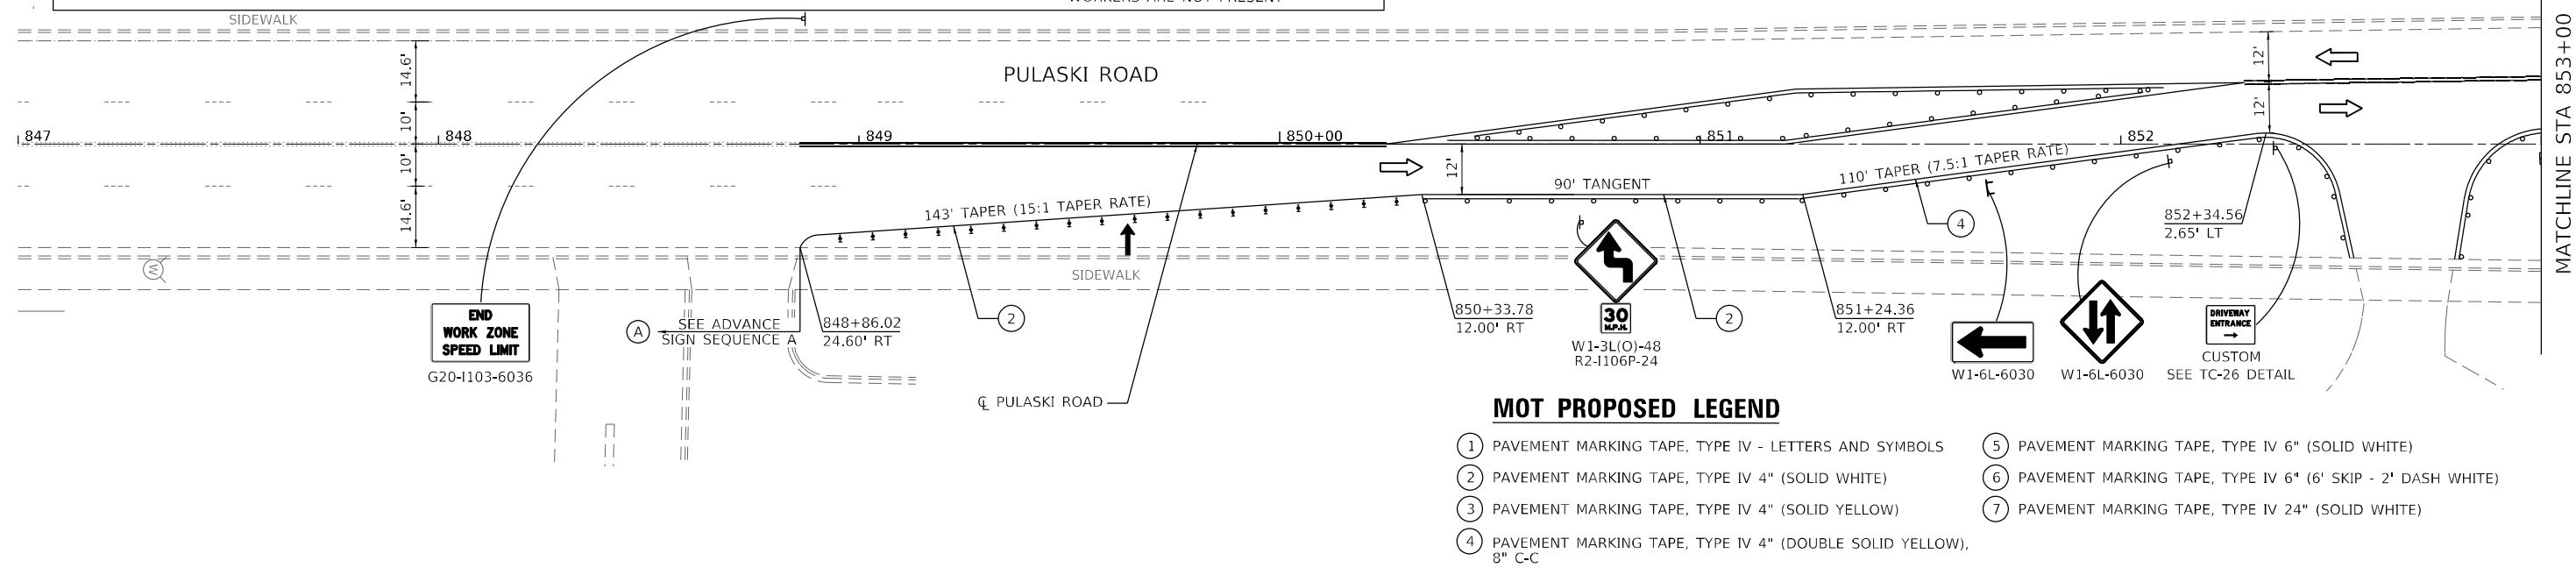 WORKERS ARE NOT PRESENT
SIDEWALK
MATCHLINE STA 853+00
14.6'
10'
10'
14.6'
PULASKI ROAD
12'
12'
847
848
849
850+00
851
852
12'
90' TANGENT
110' TAPER (7.5:1 TAPER RATE)
143' TAPER (15:1 TAPER RATE)
4
852+34.56
2.65' LT
W
SIDEWALK
END
WORK ZONE
SPEED LIMIT
G20-I103-6036
A
SEE ADVANCE
SIGN SEQUENCE A
848+86.02
24.60' RT
2
850+33.78
12.00' RT
30
M.P.H.
W1-3L(O)-48
R2-I106P-24
2
851+24.36
12.00' RT
W1-6L-6030
W1-6L-6030
DRIVEWAY
ENTRANCE
CUSTOM
SEE TC-26 DETAIL
℄ PULASKI ROAD
MOT PROPOSED LEGEND
1 PAVEMENT MARKING TAPE, TYPE IV - LETTERS AND SYMBOLS
2 PAVEMENT MARKING TAPE, TYPE IV 4" (SOLID WHITE)
3 PAVEMENT MARKING TAPE, TYPE IV 4" (SOLID YELLOW)
4 PAVEMENT MARKING TAPE, TYPE IV 4" (DOUBLE SOLID YELLOW),
8" C-C
5 PAVEMENT MARKING TAPE, TYPE IV 6" (SOLID WHITE)
6 PAVEMENT MARKING TAPE, TYPE IV 6" (6' SKIP - 2' DASH WHITE)
7 PAVEMENT MARKING TAPE, TYPE IV 24" (SOLID WHITE)